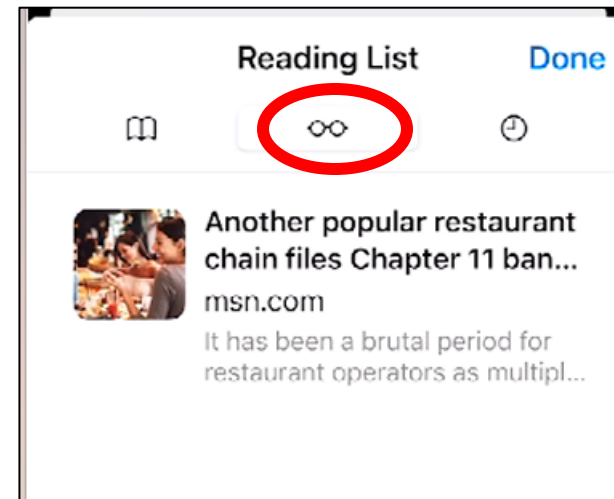 Reading List
Done
Another popular restaurant
chain files Chapter 11 ban...
msn.com
It has been a brutal period for
restaurant operators as multipl...